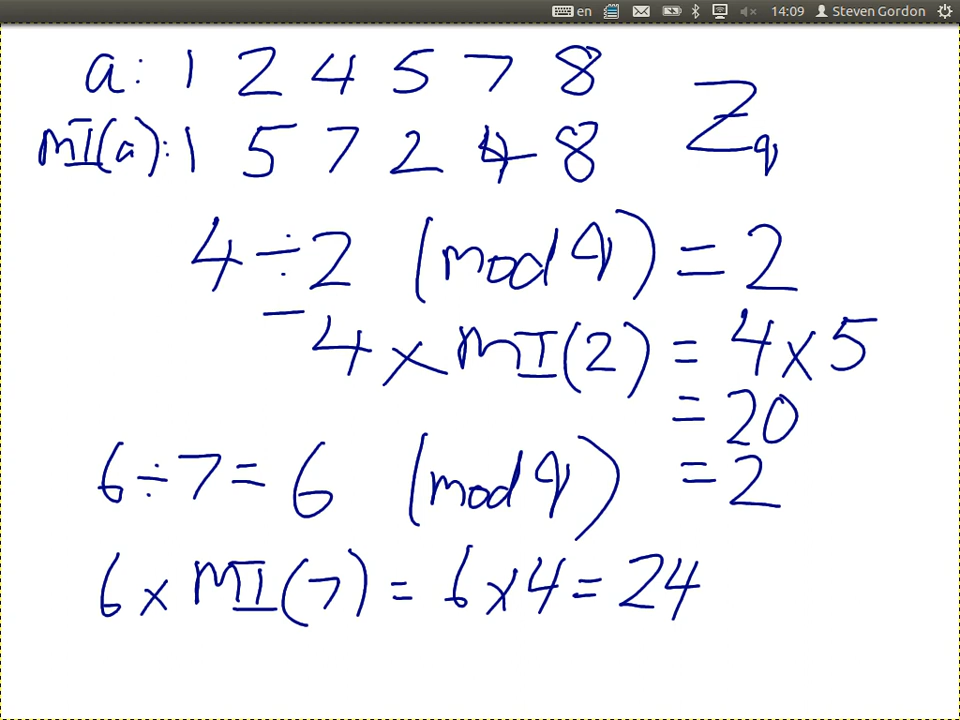 en 14:09 Steven Gordon
a: 1 2 4 5 7 8
MI(a): 1 5 7 2 4 8
Z₉
4 ÷ 2 (mod 9) = 2
4 × MI(2) = 4 × 5
= 20
= 2
6 ÷ 7 = 6 (mod 9)
6 × MI(7) = 6 × 4 = 24